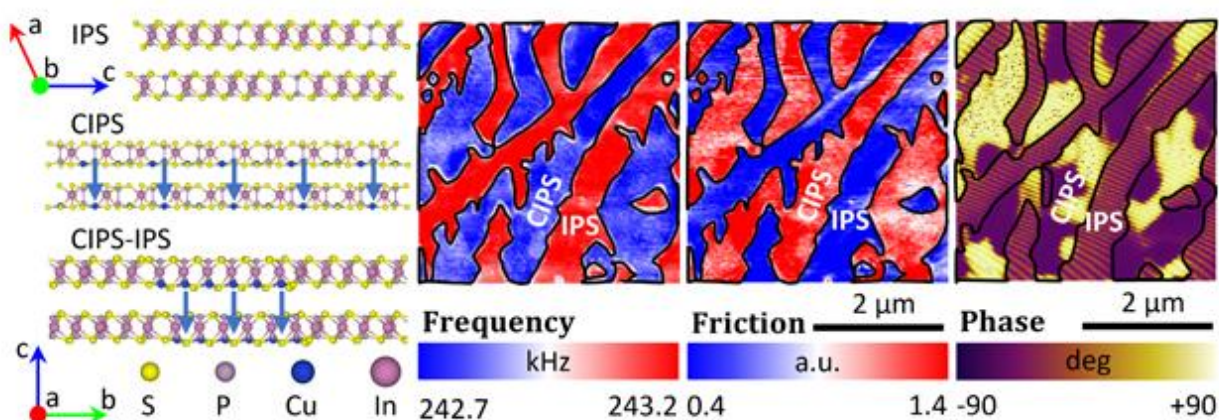 a
IPS
b
c
CIPS
CIPS-IPS
c
a
b
S
P
Cu
In
CIPS
IPS
Frequency
kHz
242.7 243.2
CIPS
IPS
2 µm
Friction
a.u.
0.4 1.4
CIPS
IPS
2 µm
Phase
deg
-90 +90